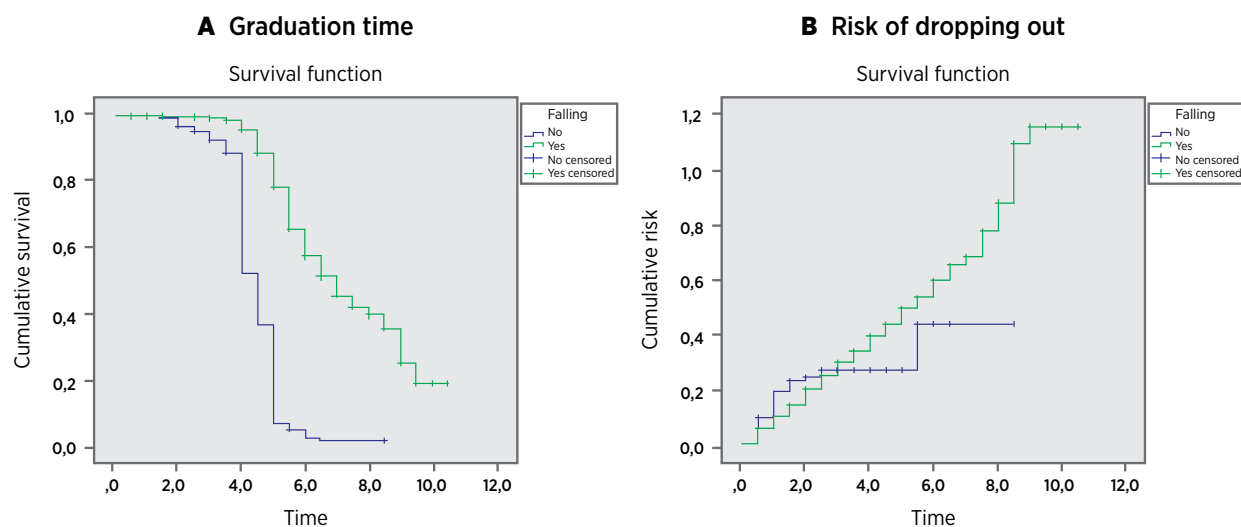 A Graduation time
Survival function
Cumulative survival
1,0
0,8
0,6
0,4
0,2
0,0
,0 2,0 4,0 6,0 8,0 10,0 12,0
Time
Falling
No
Yes
No censored
Yes censored
B Risk of dropping out
Survival function
Cumulative risk
1,2
1,0
0,8
0,6
0,4
0,2
0,0
,0 2,0 4,0 6,0 8,0 10,0 12,0
Time
Falling
No
Yes
No censored
Yes censored